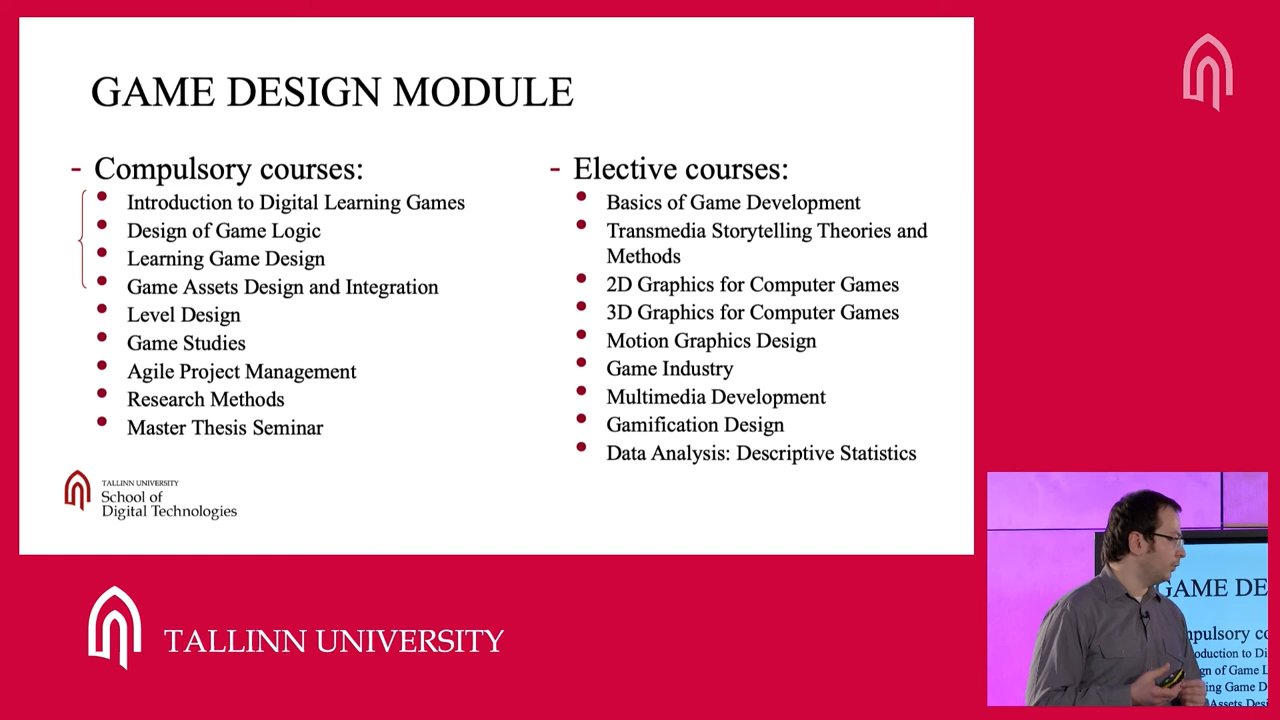 GAME DESIGN MODULE
- Compulsory courses:
• Introduction to Digital Learning Games
• Design of Game Logic
• Learning Game Design
• Game Assets Design and Integration
• Level Design
• Game Studies
• Agile Project Management
• Research Methods
• Master Thesis Seminar
- Elective courses:
• Basics of Game Development
• Transmedia Storytelling Theories and
Methods
• 2D Graphics for Computer Games
• 3D Graphics for Computer Games
• Motion Graphics Design
• Game Industry
• Multimedia Development
• Gamification Design
• Data Analysis: Descriptive Statistics
TALLINN UNIVERSITY
School of
Digital Technologies
TALLINN UNIVERSITY
GAME DE
npulsory co
oduction to Di
gn of Game L
ing Game D
Assets Desi